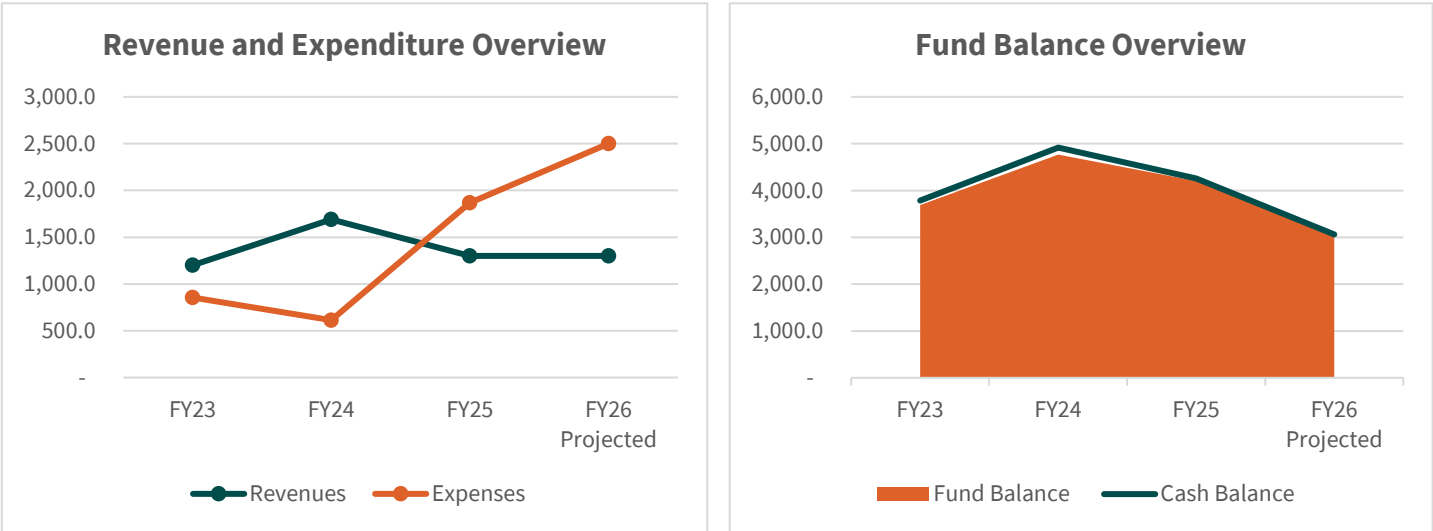 Revenue and Expenditure Overview
3,000.0
2,500.0
2,000.0
1,500.0
1,000.0
500.0
-
FY23 FY24 FY25 FY26
Projected
Revenues Expenses
Fund Balance Overview
6,000.0
5,000.0
4,000.0
3,000.0
2,000.0
1,000.0
-
FY23 FY24 FY25 FY26
Projected
Fund Balance Cash Balance